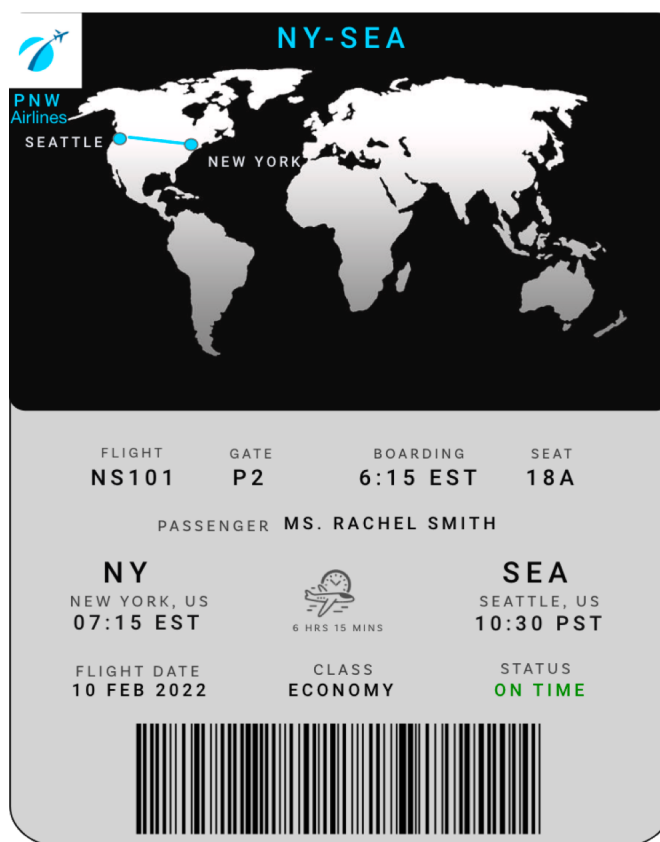 NY-SEA
PNW
Airlines
SEATTLE
NEW YORK
FLIGHT GATE BOARDING SEAT
NS101 P2 6:15 EST 18A
PASSENGER MS. RACHEL SMITH
NY SEA
NEW YORK, US SEATTLE, US
07:15 EST 6 HRS 15 MINS 10:30 PST
FLIGHT DATE CLASS STATUS
10 FEB 2022 ECONOMY ON TIME